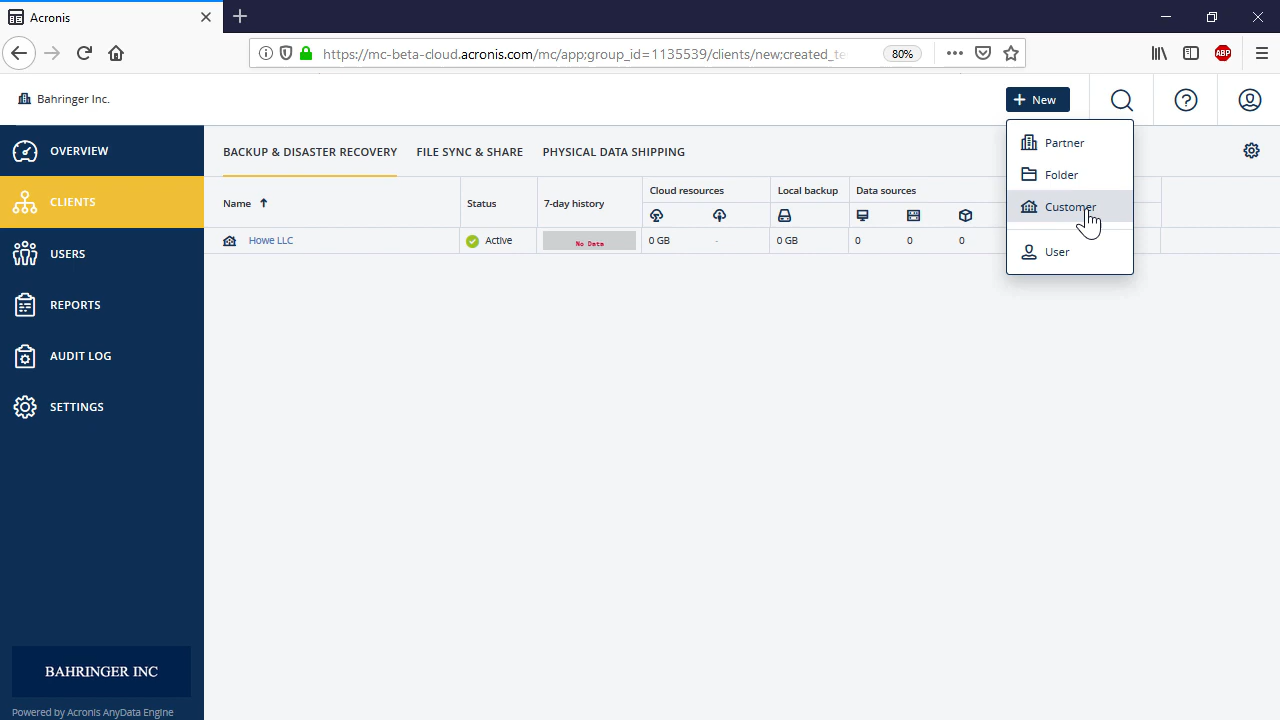 Acronis
https://mc-beta-cloud.acronis.com/mc/app;group_id=1135539/clients/new;created_te
80%
ABP
Bahringer Inc.
New
OVERVIEW
CLIENTS
USERS
REPORTS
AUDIT LOG
SETTINGS
BACKUP & DISASTER RECOVERY FILE SYNC & SHARE PHYSICAL DATA SHIPPING
Name Status 7-day history Cloud resources Local backup Data sources
Howe LLC Active No Data 0 GB - 0 GB 0 0 0
Partner
Folder
Customer
User
BAHRINGER INC
Powered by Acronis AnyData Engine